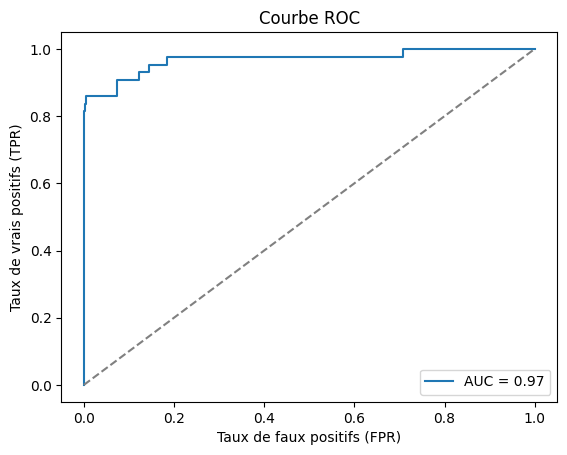 Courbe ROC
Taux de vrais positifs (TPR)
1.0
0.8
0.6
0.4
0.2
0.0
AUC = 0.97
0.0 0.2 0.4 0.6 0.8 1.0
Taux de faux positifs (FPR)